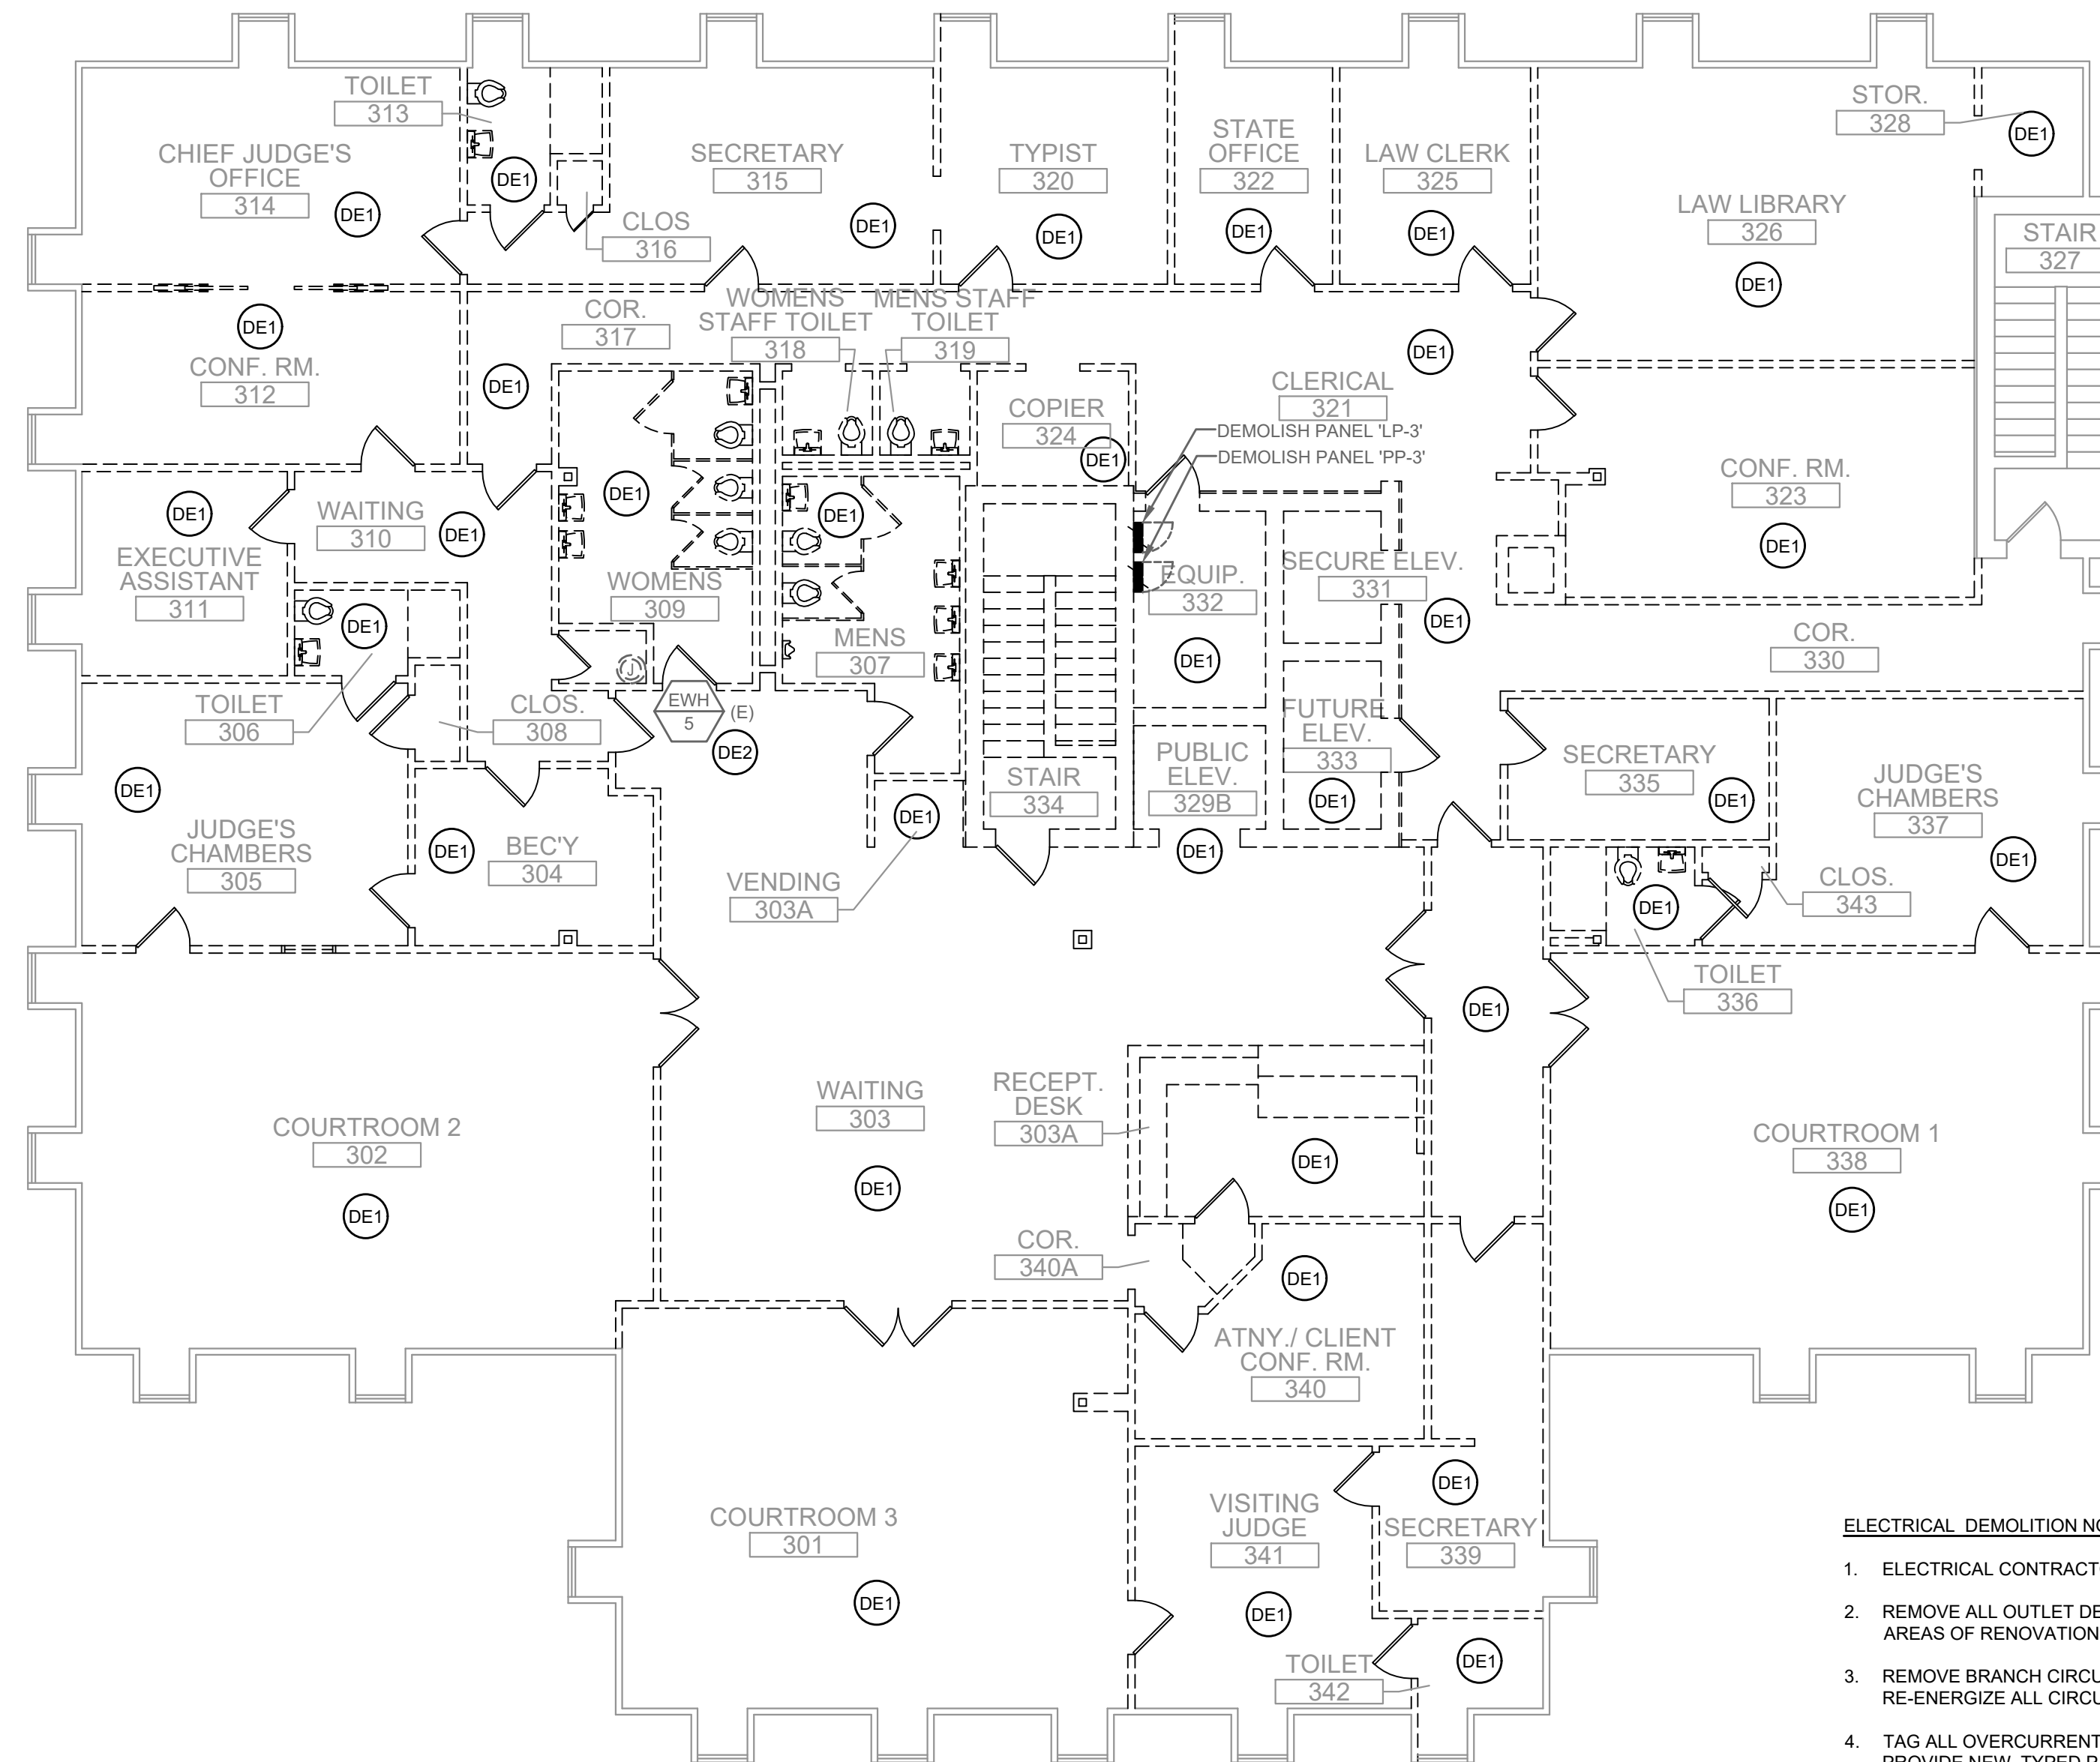 TOILET
313
CHIEF JUDGE'S
OFFICE
314
DE1
DE1
CLOS
316
SECRETARY
315
DE1
TYPIST
320
DE1
STATE
OFFICE
322
DE1
LAW CLERK
325
DE1
LAW LIBRARY
326
DE1
STOR.
328
DE1
STAIR
327
DE1
CONF. RM.
312
COR.
317
DE1
WOMENS
STAFF TOILET
318
MENS STAFF
TOILET
319
COPIER
324
DE1
CLERICAL
321
DE1
DEMOLISH PANEL 'LP-3'
DEMOLISH PANEL 'PP-3'
CONF. RM.
323
DE1
DE1
EXECUTIVE
ASSISTANT
311
WAITING
310
DE1
DE1
WOMENS
309
DE1
MENS
307
EQUIP.
332
DE1
SECURE ELEV.
331
DE1
COR.
330
DE1
TOILET
306
CLOS.
308
J
EWH
5
(E)
DE2
DE1
JUDGE'S
CHAMBERS
305
DE1
BEC'Y
304
VENDING
303A
DE1
STAIR
334
PUBLIC
ELEV.
329B
DE1
FUTURE
ELEV.
333
DE1
SECRETARY
335
DE1
JUDGE'S
CHAMBERS
337
DE1
CLOS.
343
DE1
TOILET
336
DE1
COURTROOM 2
302
DE1
WAITING
303
DE1
RECEPT.
DESK
303A
DE1
COURTROOM 1
338
DE1
COR.
340A
DE1
ATNY./ CLIENT
CONF. RM.
340
COURTROOM 3
301
DE1
VISITING
JUDGE
341
DE1
DE1
SECRETARY
339
TOILET
342
DE1
ELECTRICAL DEMOLITION NO
1. ELECTRICAL CONTRACT
2. REMOVE ALL OUTLET DE
AREAS OF RENOVATION
3. REMOVE BRANCH CIRCU
RE-ENERGIZE ALL CIRCU
4. TAG ALL OVERCURRENT